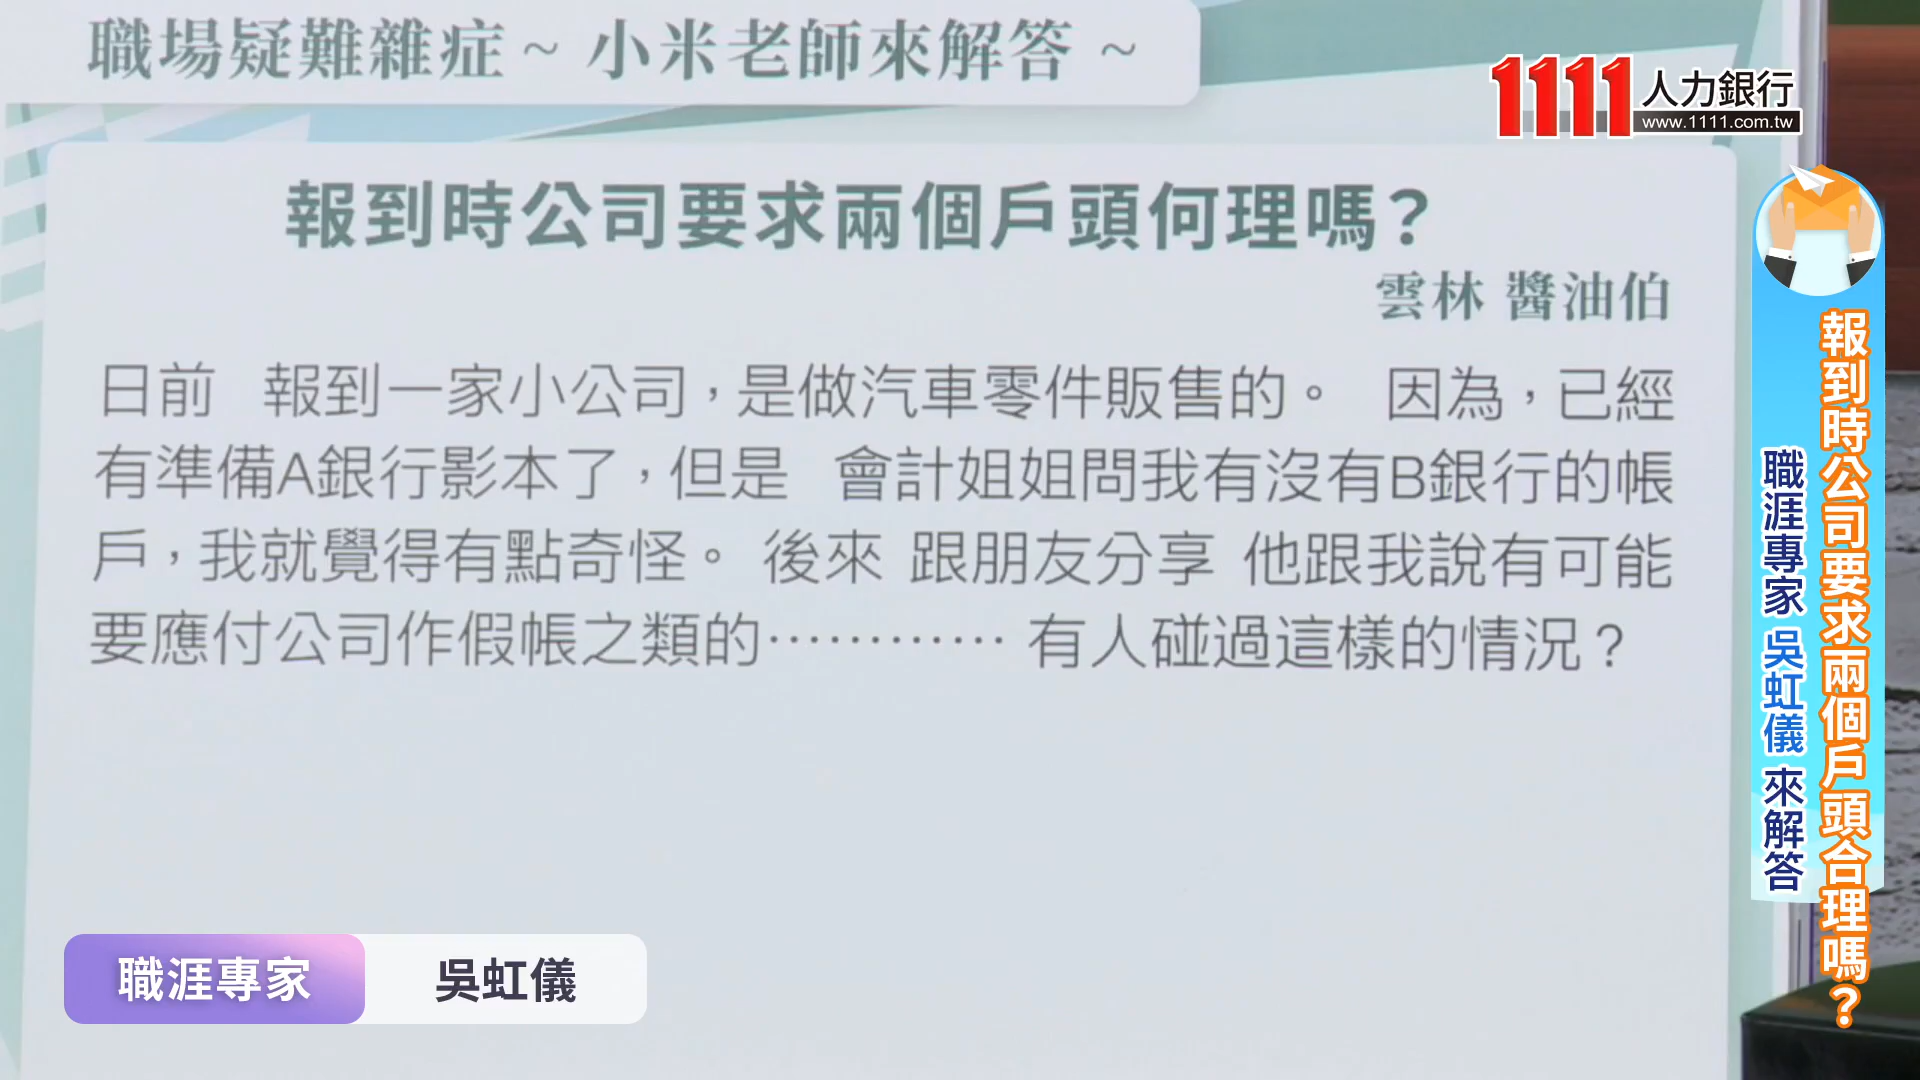 職場疑難雜症~ 小米老師來解答 ~
1111人力銀行
www.1111.com.tw
報到時公司要求兩個戶頭何理嗎？
雲林 醬油伯
日前 報到一家小公司，是做汽車零件販售的。 因為，已經
有準備A銀行影本了，但是 會計姐姐問我有沒有B銀行的帳
戶，我就覺得有點奇怪。 後來 跟朋友分享 他跟我說有可能
要應付公司作假帳之類的………… 有人碰過這樣的情況？
報到時公司要求兩個戶頭合理嗎？
職涯專家 吳虹儀 來解答
職涯專家 吳虹儀